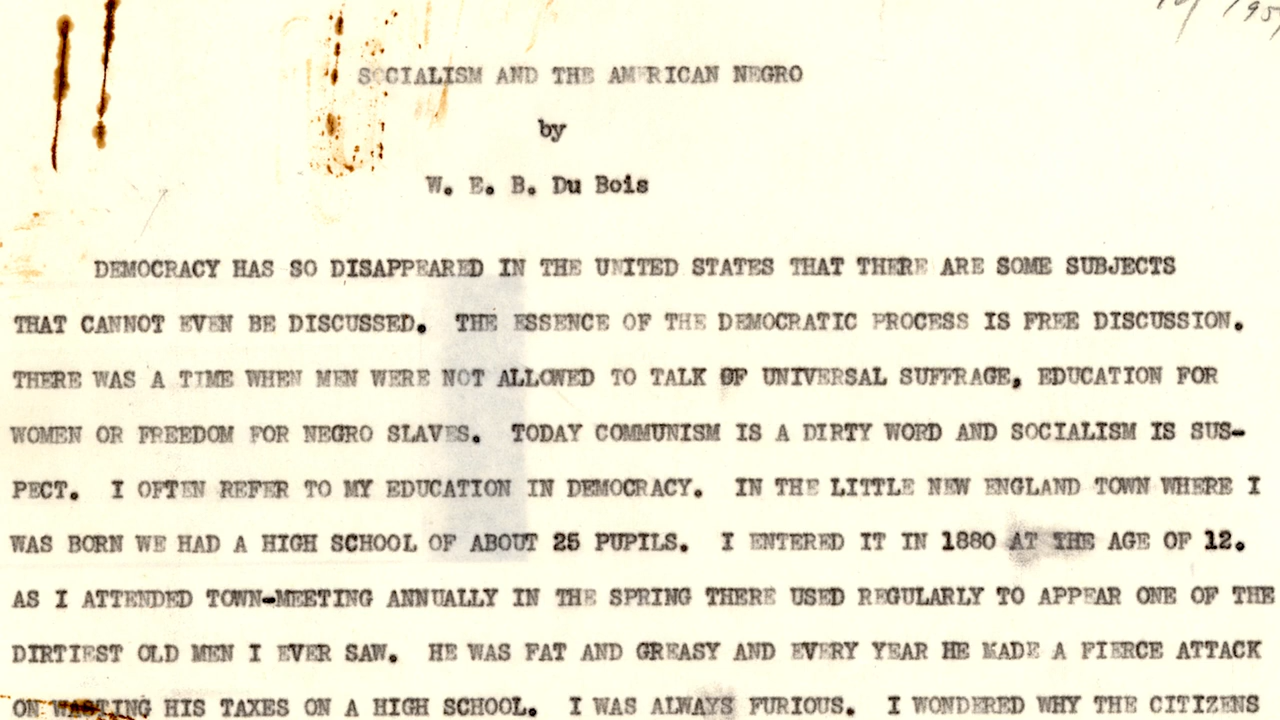 SOCIALISM AND THE AMERICAN NEGRO
by
W. E. B. Du Bois
DEMOCRACY HAS SO DISAPPEARED IN THE UNITED STATES THAT THERE ARE SOME SUBJECTS
THAT CANNOT EVEN BE DISCUSSED. THE ESSENCE OF THE DEMOCRATIC PROCESS IS FREE DISCUSSION.
THERE WAS A TIME WHEN MEN WERE NOT ALLOWED TO TALK OF UNIVERSAL SUFFRAGE, EDUCATION FOR
WOMEN OR FREEDOM FOR NEGRO SLAVES. TODAY COMMUNISM IS A DIRTY WORD AND SOCIALISM IS SUS-
PECT. I OFTEN REFER TO MY EDUCATION IN DEMOCRACY. IN THE LITTLE NEW ENGLAND TOWN WHERE I
WAS BORN WE HAD A HIGH SCHOOL OF ABOUT 25 PUPILS. I ENTERED IT IN 1880 AT THE AGE OF 12.
AS I ATTENDED TOWN-MEETING ANNUALLY IN THE SPRING THERE USED REGULARLY TO APPEAR ONE OF THE
DIRTIEST OLD MEN I EVER SAW. HE WAS FAT AND GREASY AND EVERY YEAR HE MADE A FIERCE ATTACK
ON WASTING HIS TAXES ON A HIGH SCHOOL. I WAS ALWAYS FURIOUS. I WONDERED WHY THE CITIZENS